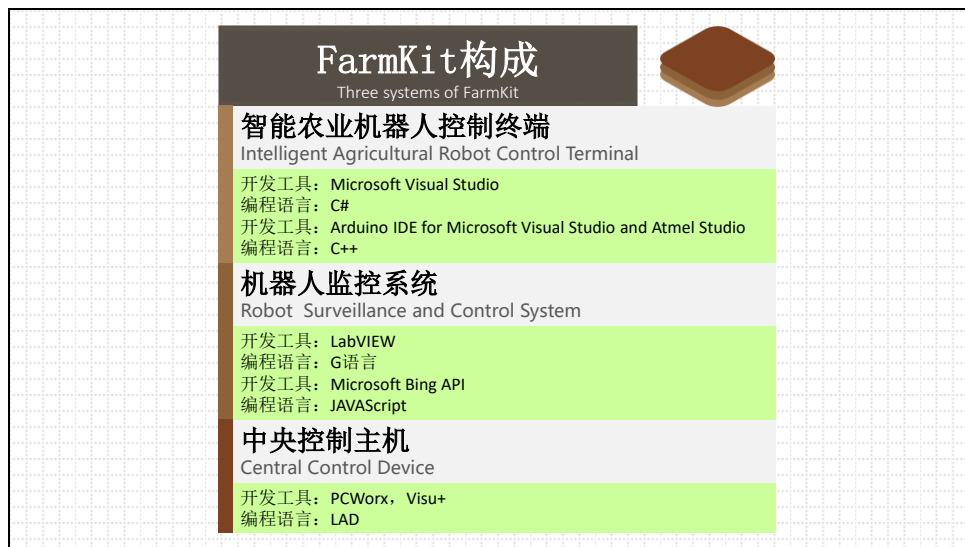 FarmKit构成
Three systems of FarmKit
智能农业机器人控制终端
Intelligent Agricultural Robot Control Terminal
开发工具：Microsoft Visual Studio
编程语言：C#
开发工具：Arduino IDE for Microsoft Visual Studio and Atmel Studio
编程语言：C++
机器人监控系统
Robot  Surveillance and Control System
开发工具：LabVIEW
编程语言：G语言
开发工具：Microsoft Bing API
编程语言：JAVAScript
中央控制主机
Central Control Device
开发工具：PCWorx，Visu+
编程语言：LAD